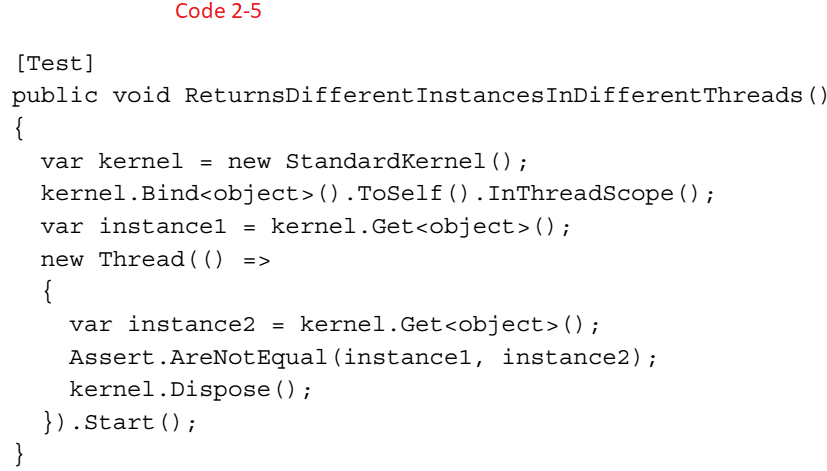 Code 2-5
[Test]
public void ReturnsDifferentInstancesInDifferentThreads()
{
  var kernel = new StandardKernel();
  kernel.Bind<object>().ToSelf().InThreadScope();
  var instance1 = kernel.Get<object>();
  new Thread(() =>
  {
    var instance2 = kernel.Get<object>();
    Assert.AreNotEqual(instance1, instance2);
    kernel.Dispose();
  }).Start();
}